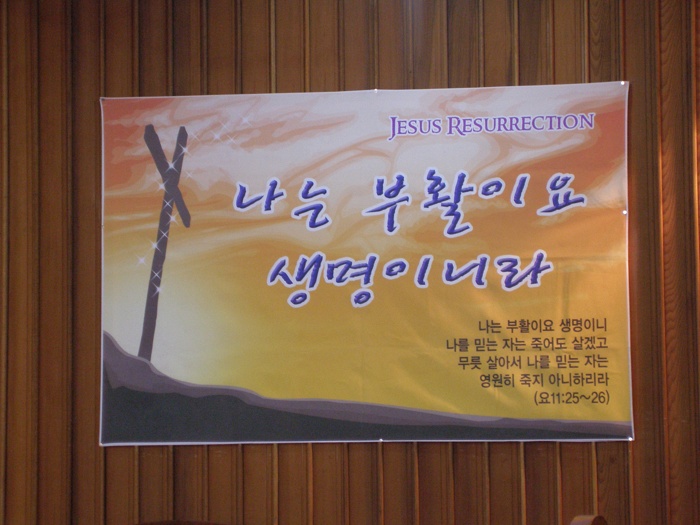 JESUS RESURRECTION
나는 부활이요
생명이니라
나는 부활이요 생명이니
나를 믿는 자는 죽어도 살겠고
무릇 살아서 나를 믿는 자는
영원히 죽지 아니하리라
(요11:25~26)